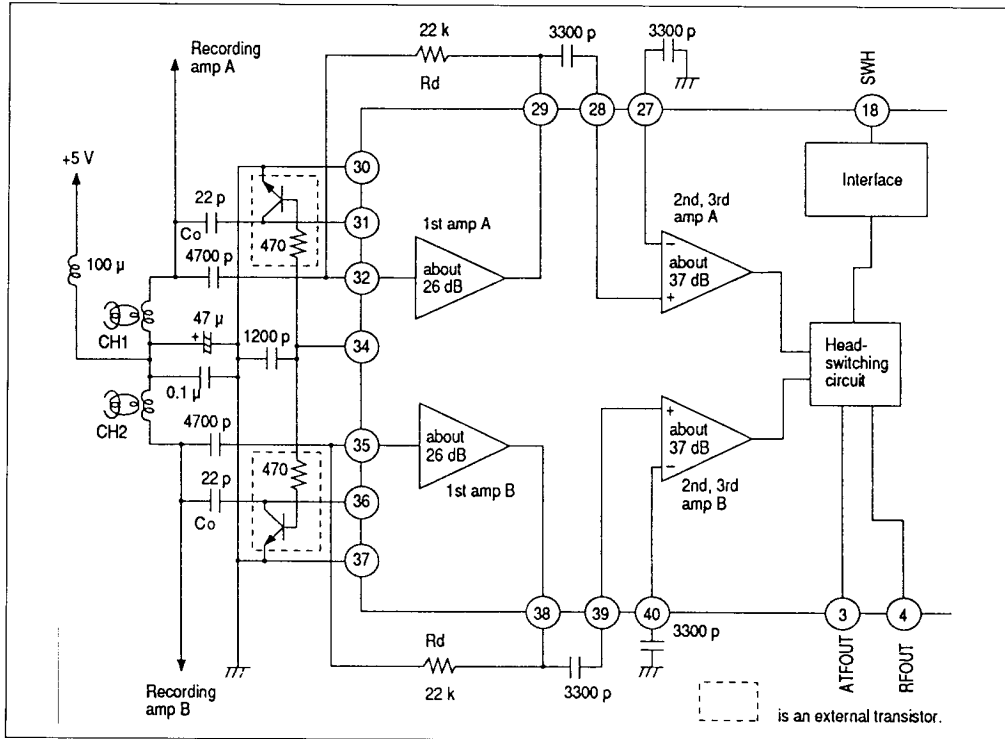 Recording
amp A
22 k
Rd
3300 p
3300 p
SWH
29
28
27
18
+5 V
30
Interface
22 p
Co
31
470
1st amp A
2nd, 3rd
amp A
100 µ
4700 p
32
about
26 dB
−
about
37 dB
+
CH1
47 µ
+
1200 p
34
Head-
switching
circuit
0.1 µ
CH2
4700 p
35
about
26 dB
+
about
37 dB
−
470
1st amp B
2nd, 3rd
amp B
22 p
Co
36
37
38
39
40
3
4
Rd
22 k
3300 p
3300 p
ATFOUT
RFOUT
Recording
amp B
is an external transistor.